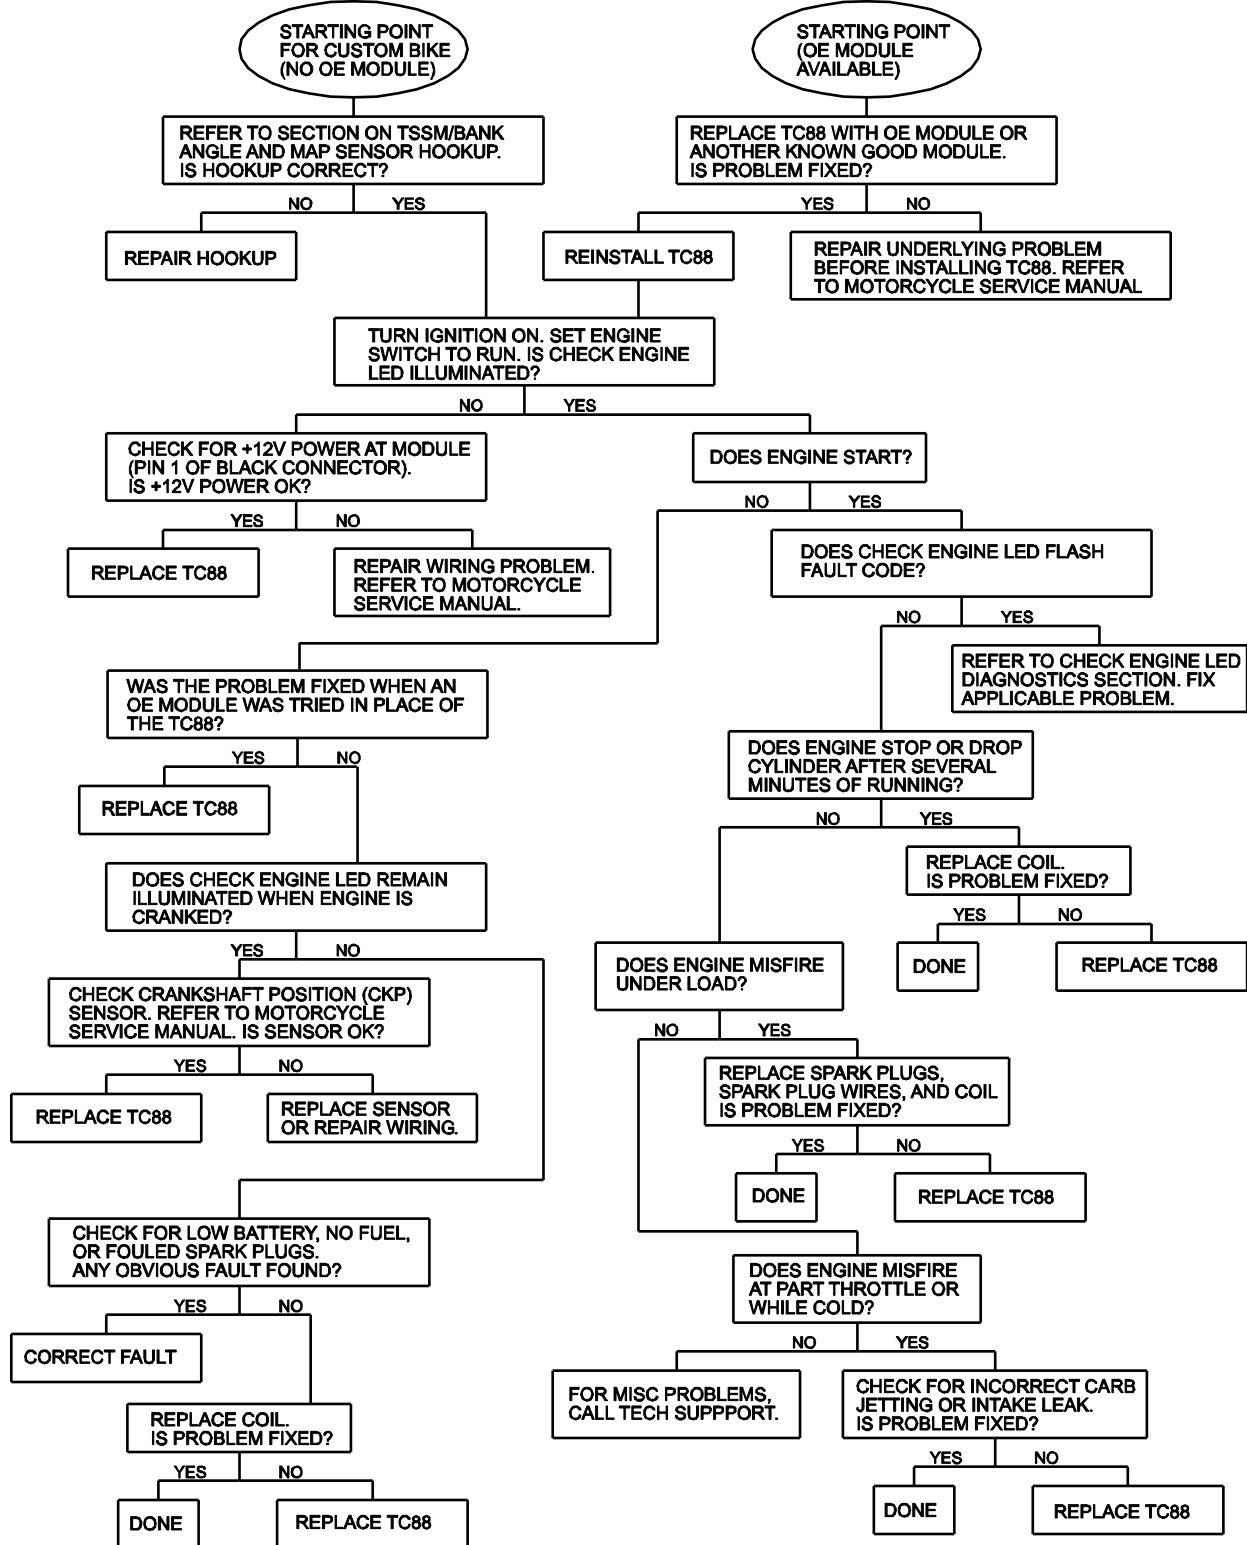 STARTING POINT
FOR CUSTOM BIKE
(NO OE MODULE)
STARTING POINT
(OE MODULE
AVAILABLE)
REFER TO SECTION ON TSSM/BANK
ANGLE AND MAP SENSOR HOOKUP.
IS HOOKUP CORRECT?
REPLACE TC88 WITH OE MODULE OR
ANOTHER KNOWN GOOD MODULE.
IS PROBLEM FIXED?
NO
YES
YES
NO
REPAIR HOOKUP
REINSTALL TC88
REPAIR UNDERLYING PROBLEM
BEFORE INSTALLING TC88. REFER
TO MOTORCYCLE SERVICE MANUAL
TURN IGNITION ON. SET ENGINE
SWITCH TO RUN. IS CHECK ENGINE
LED ILLUMINATED?
NO
YES
CHECK FOR +12V POWER AT MODULE
(PIN 1 OF BLACK CONNECTOR).
IS +12V POWER OK?
DOES ENGINE START?
YES
NO
NO
YES
REPLACE TC88
REPAIR WIRING PROBLEM.
REFER TO MOTORCYCLE
SERVICE MANUAL.
DOES CHECK ENGINE LED FLASH
FAULT CODE?
NO
YES
REFER TO CHECK ENGINE LED
DIAGNOSTICS SECTION. FIX
APPLICABLE PROBLEM.
WAS THE PROBLEM FIXED WHEN AN
OE MODULE WAS TRIED IN PLACE OF
THE TC88?
DOES ENGINE STOP OR DROP
CYLINDER AFTER SEVERAL
MINUTES OF RUNNING?
YES
NO
REPLACE TC88
NO
YES
REPLACE COIL.
IS PROBLEM FIXED?
DOES CHECK ENGINE LED REMAIN
ILLUMINATED WHEN ENGINE IS
CRANKED?
YES
NO
YES
NO
DONE
REPLACE TC88
DOES ENGINE MISFIRE
UNDER LOAD?
CHECK CRANKSHAFT POSITION (CKP)
SENSOR. REFER TO MOTORCYCLE
SERVICE MANUAL. IS SENSOR OK?
NO
YES
YES
NO
REPLACE SPARK PLUGS,
SPARK PLUG WIRES, AND COIL
IS PROBLEM FIXED?
REPLACE TC88
REPLACE SENSOR
OR REPAIR WIRING.
YES
NO
DONE
REPLACE TC88
CHECK FOR LOW BATTERY, NO FUEL,
OR FOULED SPARK PLUGS.
ANY OBVIOUS FAULT FOUND?
DOES ENGINE MISFIRE
AT PART THROTTLE OR
WHILE COLD?
YES
NO
NO
YES
CORRECT FAULT
FOR MISC PROBLEMS,
CALL TECH SUPPPORT.
CHECK FOR INCORRECT CARB
JETTING OR INTAKE LEAK.
IS PROBLEM FIXED?
REPLACE COIL.
IS PROBLEM FIXED?
YES
NO
YES
NO
DONE
REPLACE TC88
DONE
REPLACE TC88